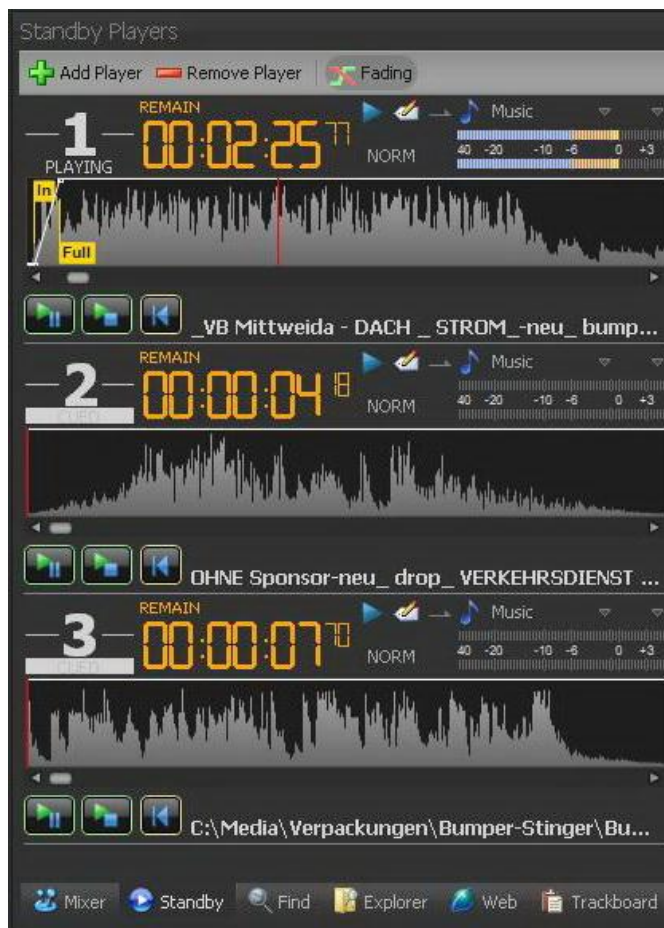 Standby Players
Add Player Remove Player Fading
REMAIN
1 00:02:25 77 Music
PLAYING NORM 40 -20 -10 -6 0 +3
In
Full
_VB Mittweida - DACH _ STROM_-neu_ bump...
REMAIN
2 00:00:04 18 Music
CUED NORM 40 -20 -10 -6 0 +3
OHNE Sponsor-neu_ drop_ VERKEHRSDIENST ...
REMAIN
3 00:00:07 70 Music
CUED NORM 40 -20 -10 -6 0 +3
C:\Media\Verpackungen\Bumper-Stinger\Bu...
Mixer Standby Find Explorer Web Trackboard